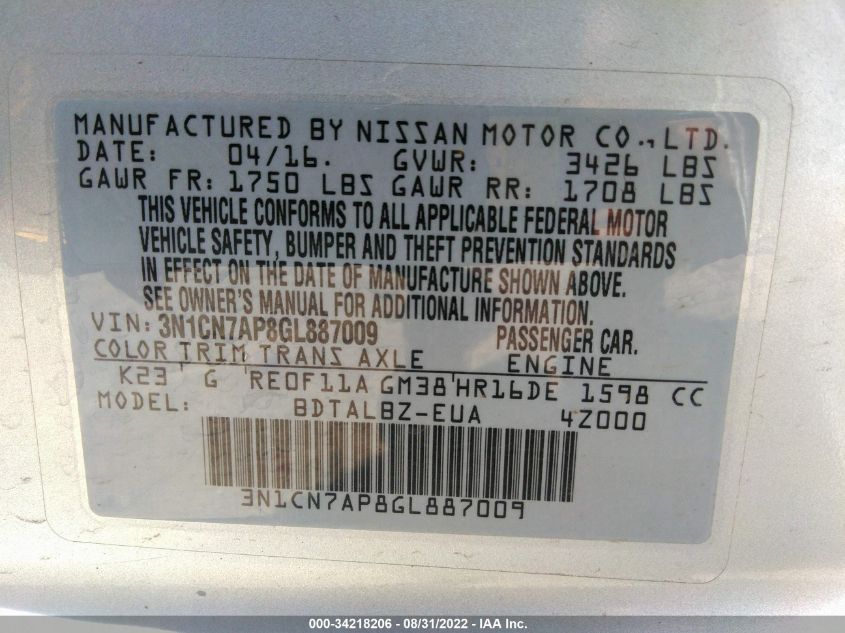 MANUFACTURED BY NISSAN MOTOR CO., LTD.
DATE: 04/16. GVWR: 3426 LBS
GAWR FR: 1750 LBS GAWR RR: 1708 LBS
THIS VEHICLE CONFORMS TO ALL APPLICABLE FEDERAL MOTOR
VEHICLE SAFETY, BUMPER AND THEFT PREVENTION STANDARDS
IN EFFECT ON THE DATE OF MANUFACTURE SHOWN ABOVE.
SEE OWNER'S MANUAL FOR ADDITIONAL INFORMATION.
VIN: 3N1CN7AP8GL887009 PASSENGER CAR.
COLOR TRIM TRANS AXLE ENGINE
K23 G RE0F11A GM38 HR16DE 1598 CC
MODEL: BDTALBZ-EUA 4Z000
3N1CN7AP8GL887009
000-34218206 - 08/31/2022 - IAA Inc.